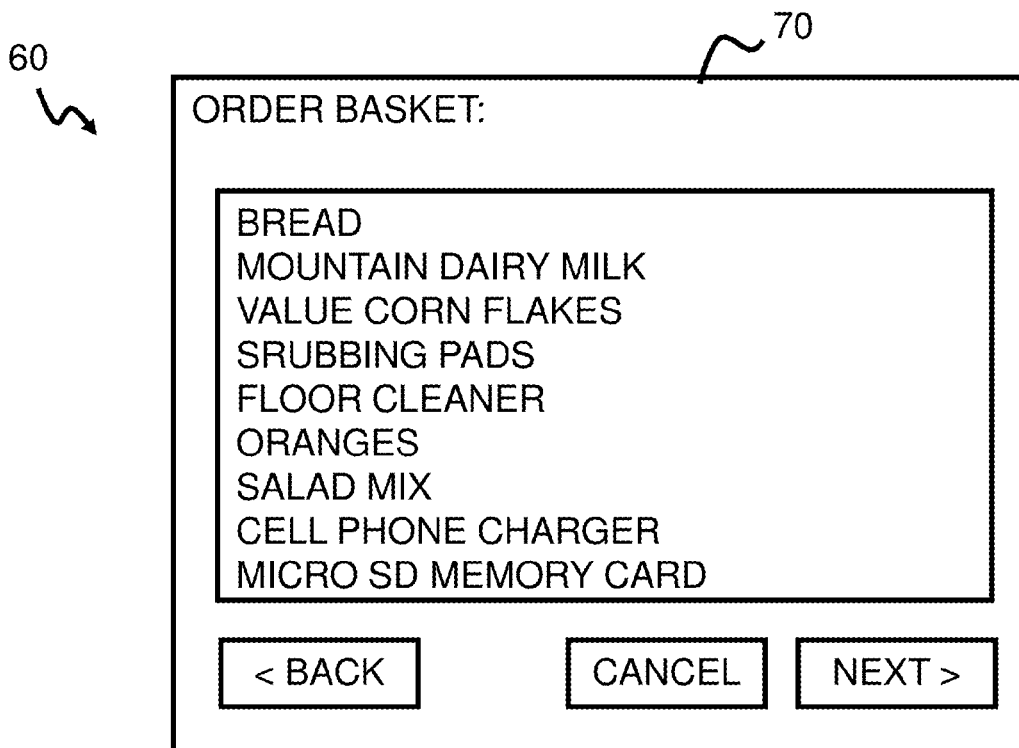 70
60
ORDER BASKET:
BREAD
MOUNTAIN DAIRY MILK
VALUE CORN FLAKES
SRUBBING PADS
FLOOR CLEANER
ORANGES
SALAD MIX
CELL PHONE CHARGER
MICRO SD MEMORY CARD
< BACK CANCEL NEXT >